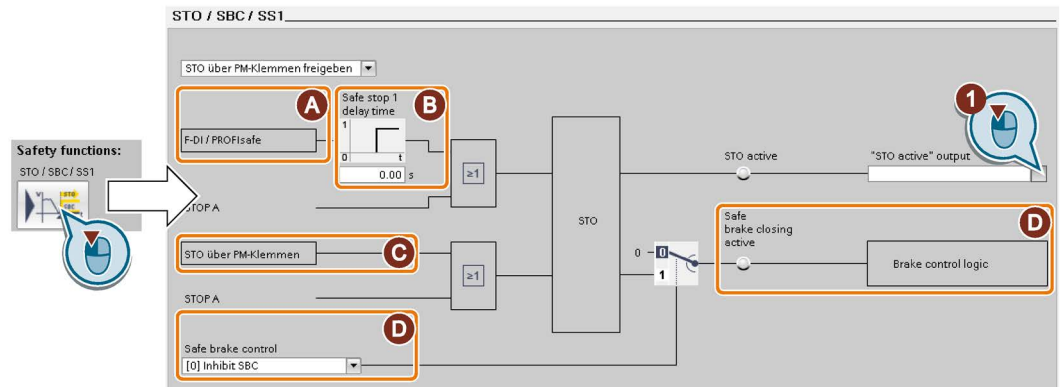 STO / SBC / SS1
STO über PM-Klemmen freigeben
A
Safe stop 1
delay time
B
1
0
t
0.00 s
F-DI / PROFIsafe
≥1
STOP A
Safety functions:
STO / SBC / SS1
STO
STO active
"STO active" output
1
STO über PM-Klemmen
C
≥1
STOP A
Safe
brake closing
active
D
0
0
1
Brake control logic
D
Safe brake control
[0] Inhibit SBC